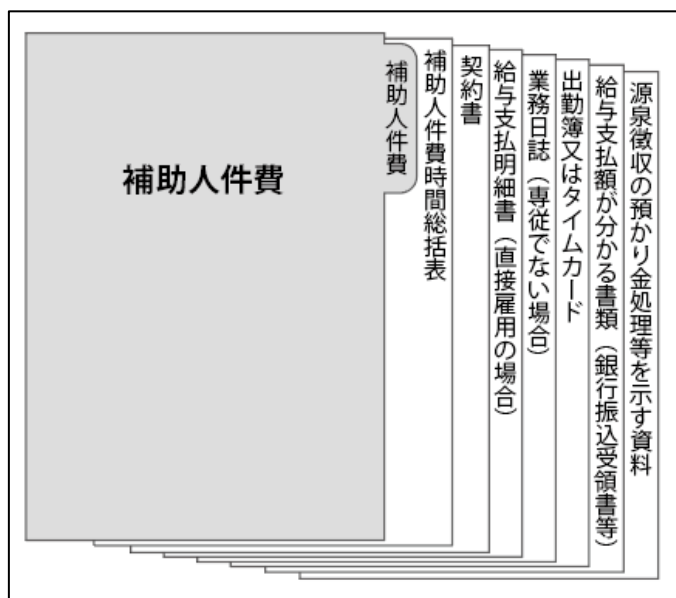 補助人件費
補助人件費
補助人件費時間総括表
契約書
給与支払明細書（直接雇用の場合）
業務日誌（専従でない場合）
出勤簿又はタイムカード
給与支払額が分かる書類（銀行振込受領書等）
源泉徴収の預かり金処理等を示す資料